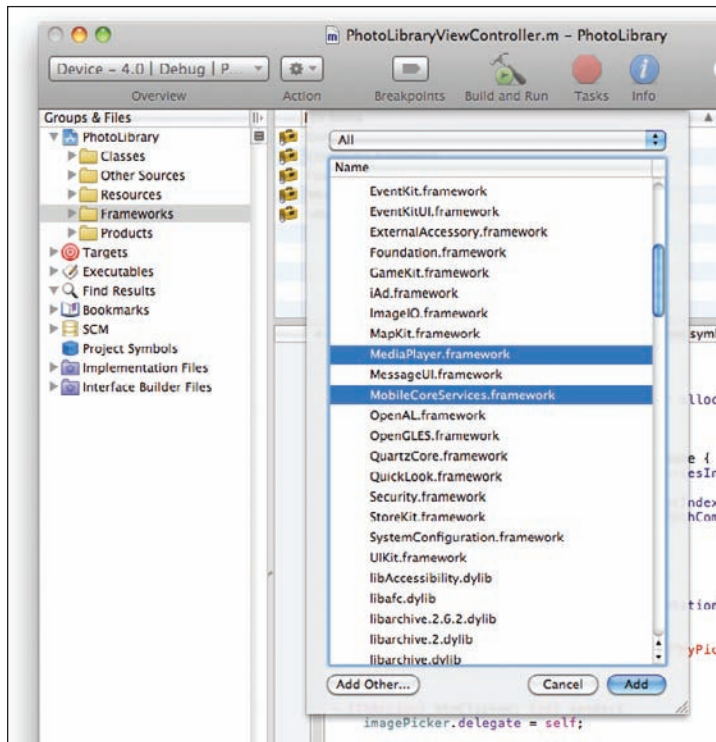 PhotoLibraryViewController.m – PhotoLibrary
Device – 4.0 | Debug | P...
Overview
Action
Breakpoints
Build and Run
Tasks
Info
Groups & Files
PhotoLibrary
Classes
Other Sources
Resources
Frameworks
Products
Targets
Executables
Find Results
Bookmarks
SCM
Project Symbols
Implementation Files
Interface Builder Files
All
Name
EventKit.framework
EventKitUI.framework
ExternalAccessory.framework
Foundation.framework
GameKit.framework
iAd.framework
ImageIO.framework
MapKit.framework
MediaPlayer.framework
MessageUI.framework
MobileCoreServices.framework
OpenAL.framework
OpenGLES.framework
QuartzCore.framework
QuickLook.framework
Security.framework
StoreKit.framework
SystemConfiguration.framework
UIKit.framework
libAccessibility.dylib
libafc.dylib
libarchive.2.6.2.dylib
libarchive.2.dylib
libarchive.dylib
Add Other...
Cancel
Add
imagePicker.delegate = self;